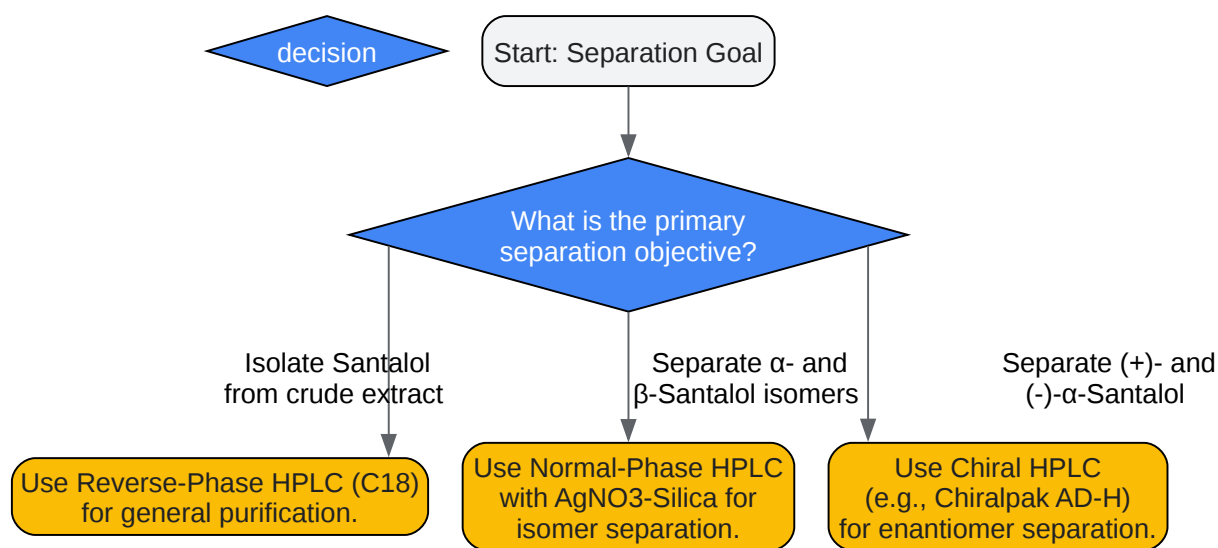 decision
Start: Separation Goal
What is the primary
separation objective?
Isolate Santalol
from crude extract
Separate α- and
β-Santalol isomers
Separate (+)- and
(-)-α-Santalol
Use Reverse-Phase HPLC (C18)
for general purification.
Use Normal-Phase HPLC
with AgNO3-Silica for
isomer separation.
Use Chiral HPLC
(e.g., Chiralpak AD-H)
for enantiomer separation.